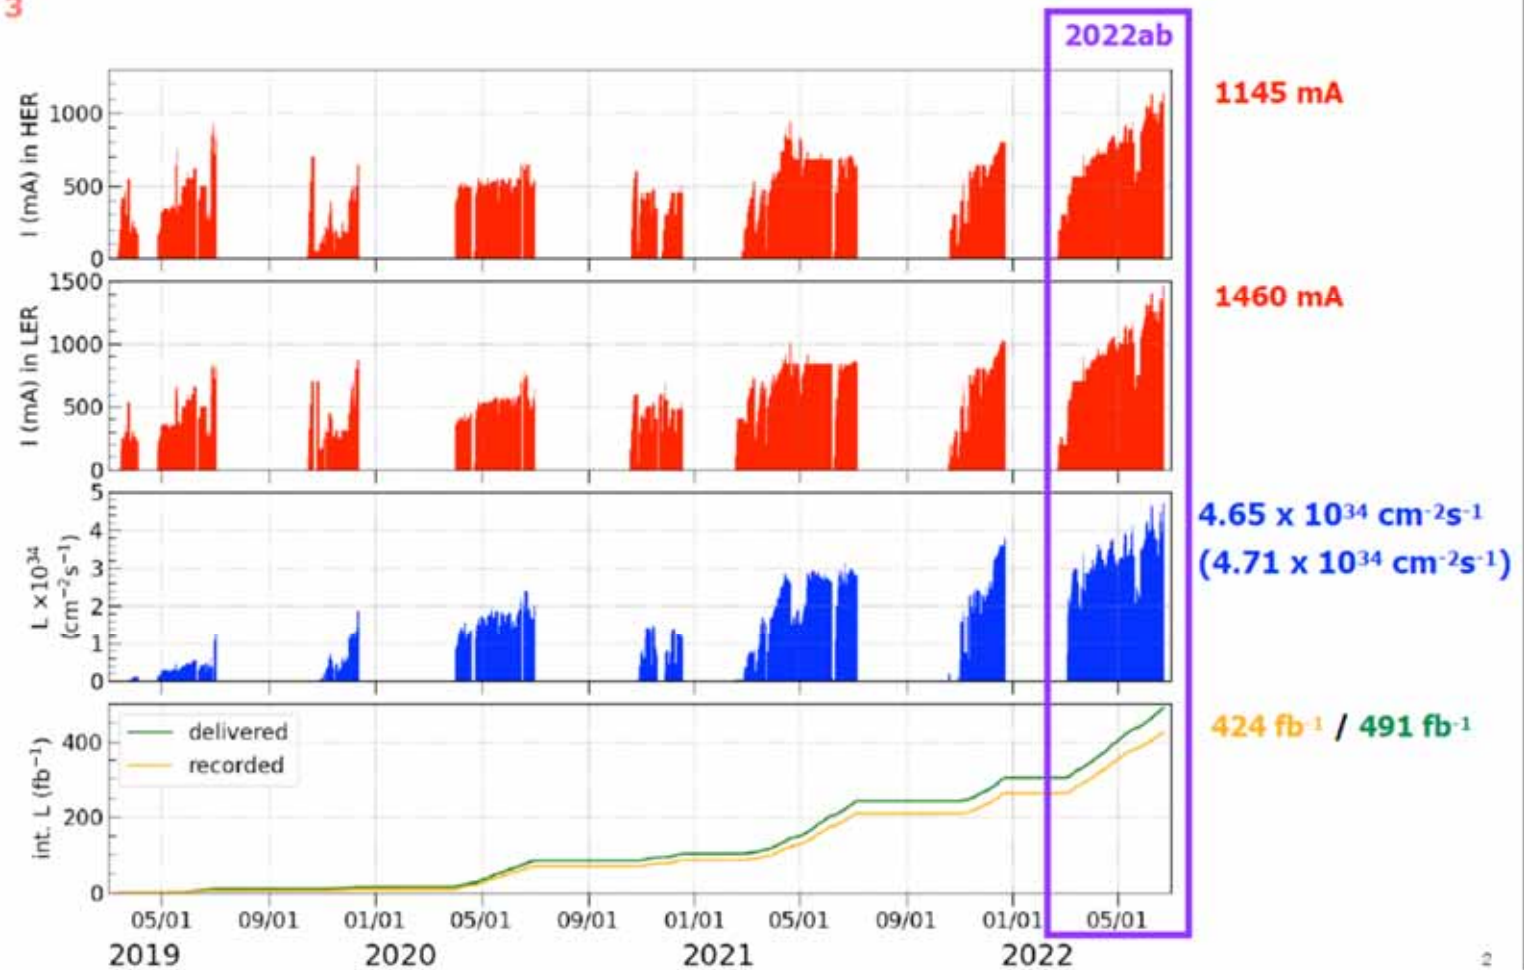 3
2022ab
I (mA) in HER
1000
500
0
1145 mA
I (mA) in LER
1500
1000
500
0
1460 mA
L ×10³⁴
(cm⁻²s⁻¹)
5
4
3
2
1
0
4.65 x 10³⁴ cm⁻²s⁻¹
(4.71 x 10³⁴ cm⁻²s⁻¹)
int. L (fb⁻¹)
400
200
0
delivered
recorded
424 fb⁻¹ / 491 fb⁻¹
05/01 09/01 01/01 05/01 09/01 01/01 05/01 09/01 01/01 05/01
2019 2020 2021 2022
2